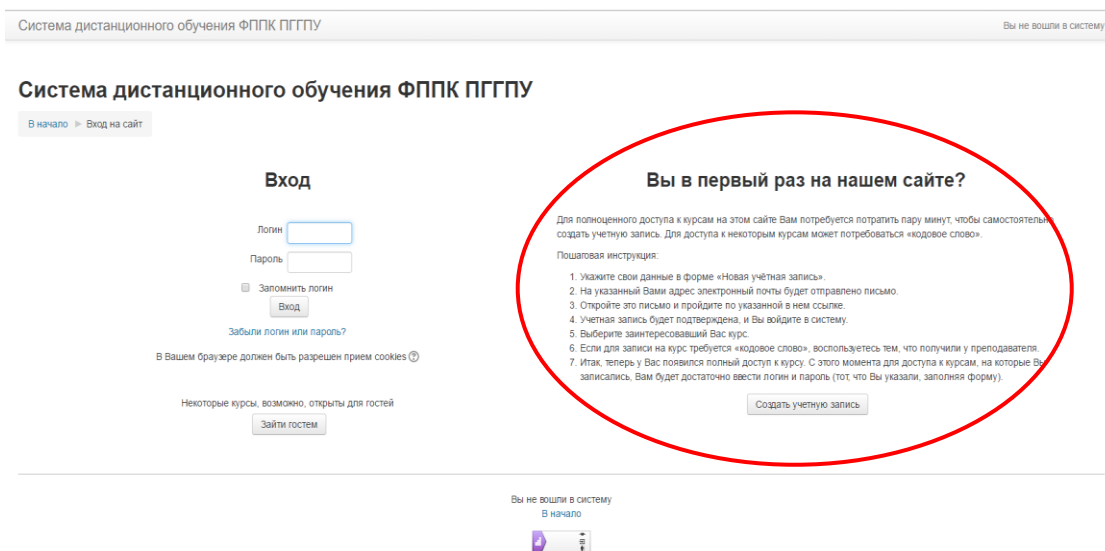 Система дистанционного обучения ФППК ПГГПУ
Вы не вошли в систему
Система дистанционного обучения ФППК ПГГПУ
В начало ► Вход на сайт
Вход
Логин
Пароль
Запомнить логин
Вход
Забыли логин или пароль?
В Вашем браузере должен быть разрешен прием cookies
Некоторые курсы, возможно, открыты для гостей
Зайти гостем
Вы в первый раз на нашем сайте?
Для полноценного доступа к курсам на этом сайте Вам потребуется потратить пару минут, чтобы самостоятельно
создать учетную запись. Для доступа к некоторым курсам может потребоваться «кодовое слово».
Пошаговая инструкция:
1. Укажите свои данные в форме «Новая учётная запись».
2. На указанный Вами адрес электронный почты будет отправлено письмо.
3. Откройте это письмо и пройдите по указанной в нем ссылке.
4. Учетная запись будет подтверждена, и Вы войдите в систему.
5. Выберите заинтересовавший Вас курс.
6. Если для записи на курс требуется «кодовое слово», воспользуетесь тем, что получили у преподавателя.
7. Итак, теперь у Вас появился полный доступ к курсу. С этого момента для доступа к курсам, на которые Вы
записались, Вам будет достаточно ввести логин и пароль (тот, что Вы указали, заполняя форму).
Создать учетную запись
Вы не вошли в систему
В начало